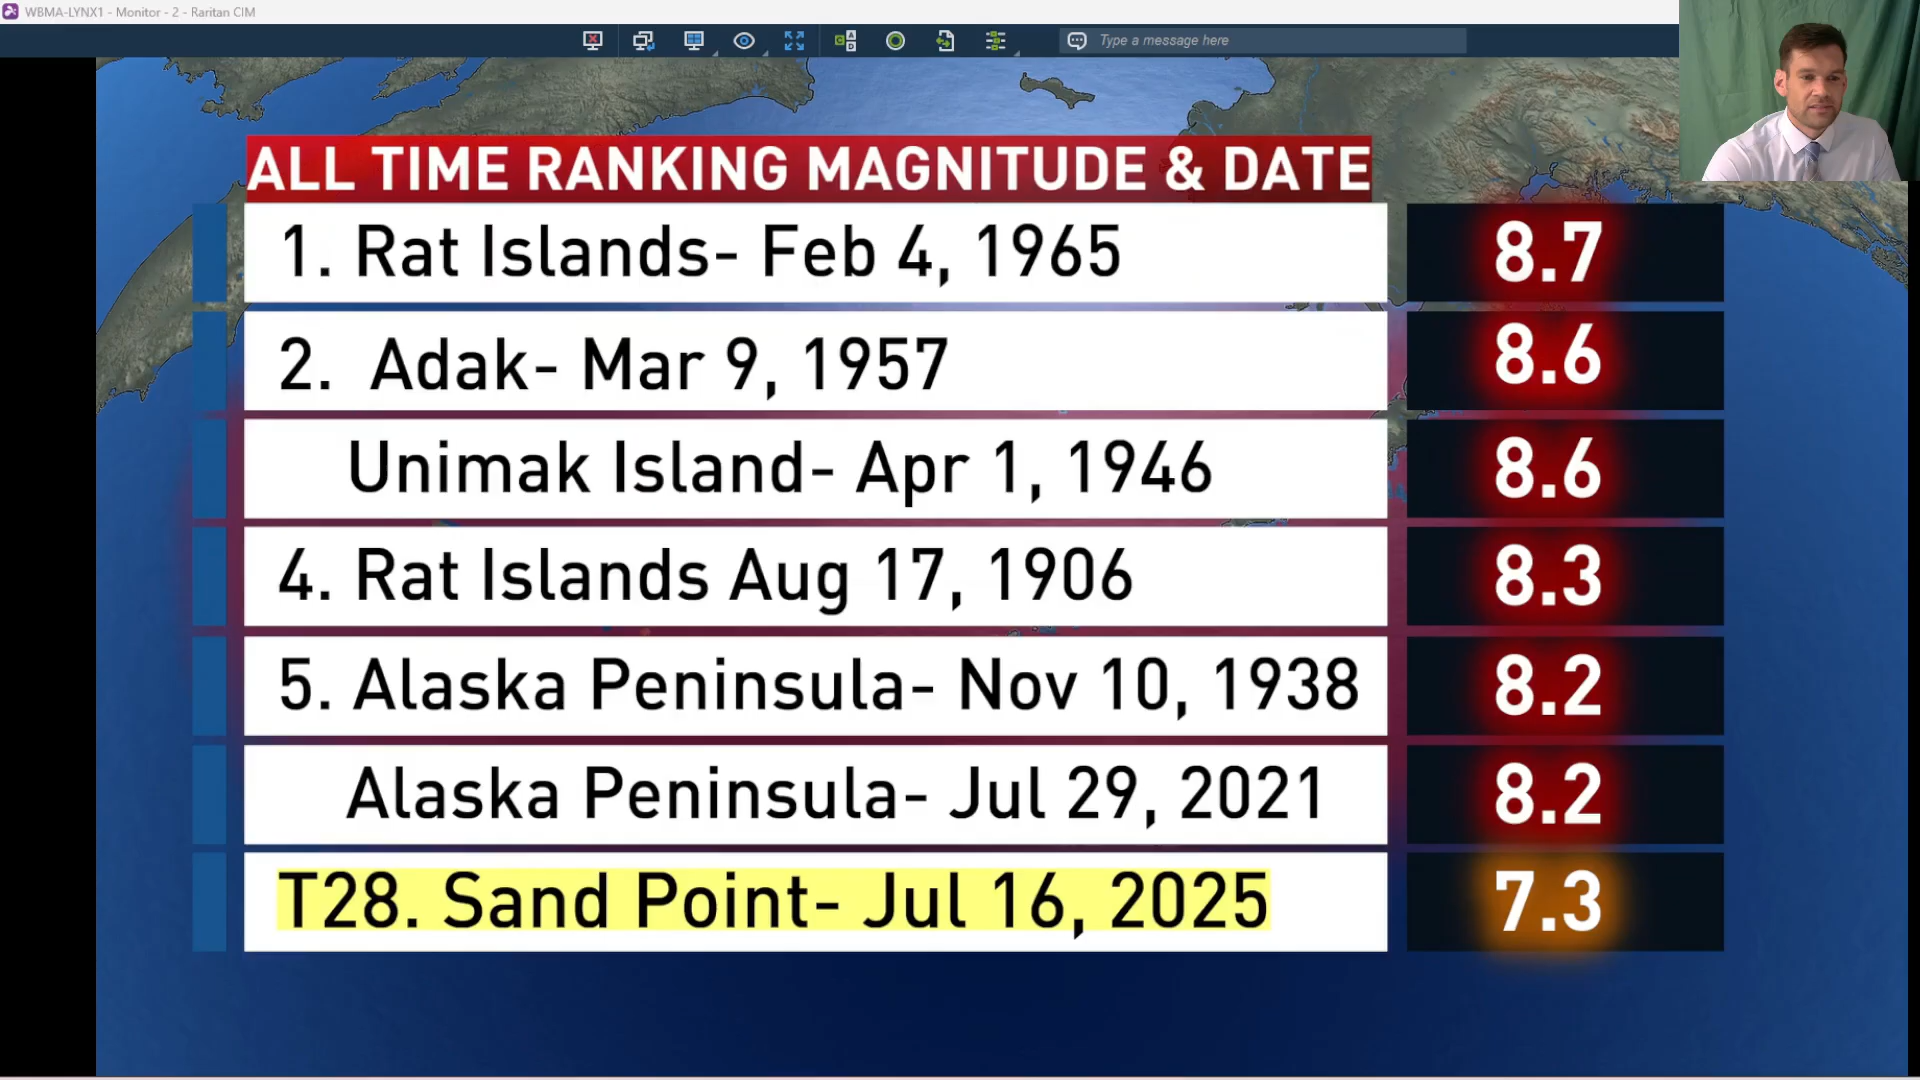 WBMA-LYNX1 - Monitor - 2 - Raritan CIM
Type a message here
ALL TIME RANKING MAGNITUDE & DATE
1. Rat Islands- Feb 4, 1965 8.7
2. Adak- Mar 9, 1957 8.6
Unimak Island- Apr 1, 1946 8.6
4. Rat Islands Aug 17, 1906 8.3
5. Alaska Peninsula- Nov 10, 1938 8.2
Alaska Peninsula- Jul 29, 2021 8.2
T28. Sand Point- Jul 16, 2025 7.3